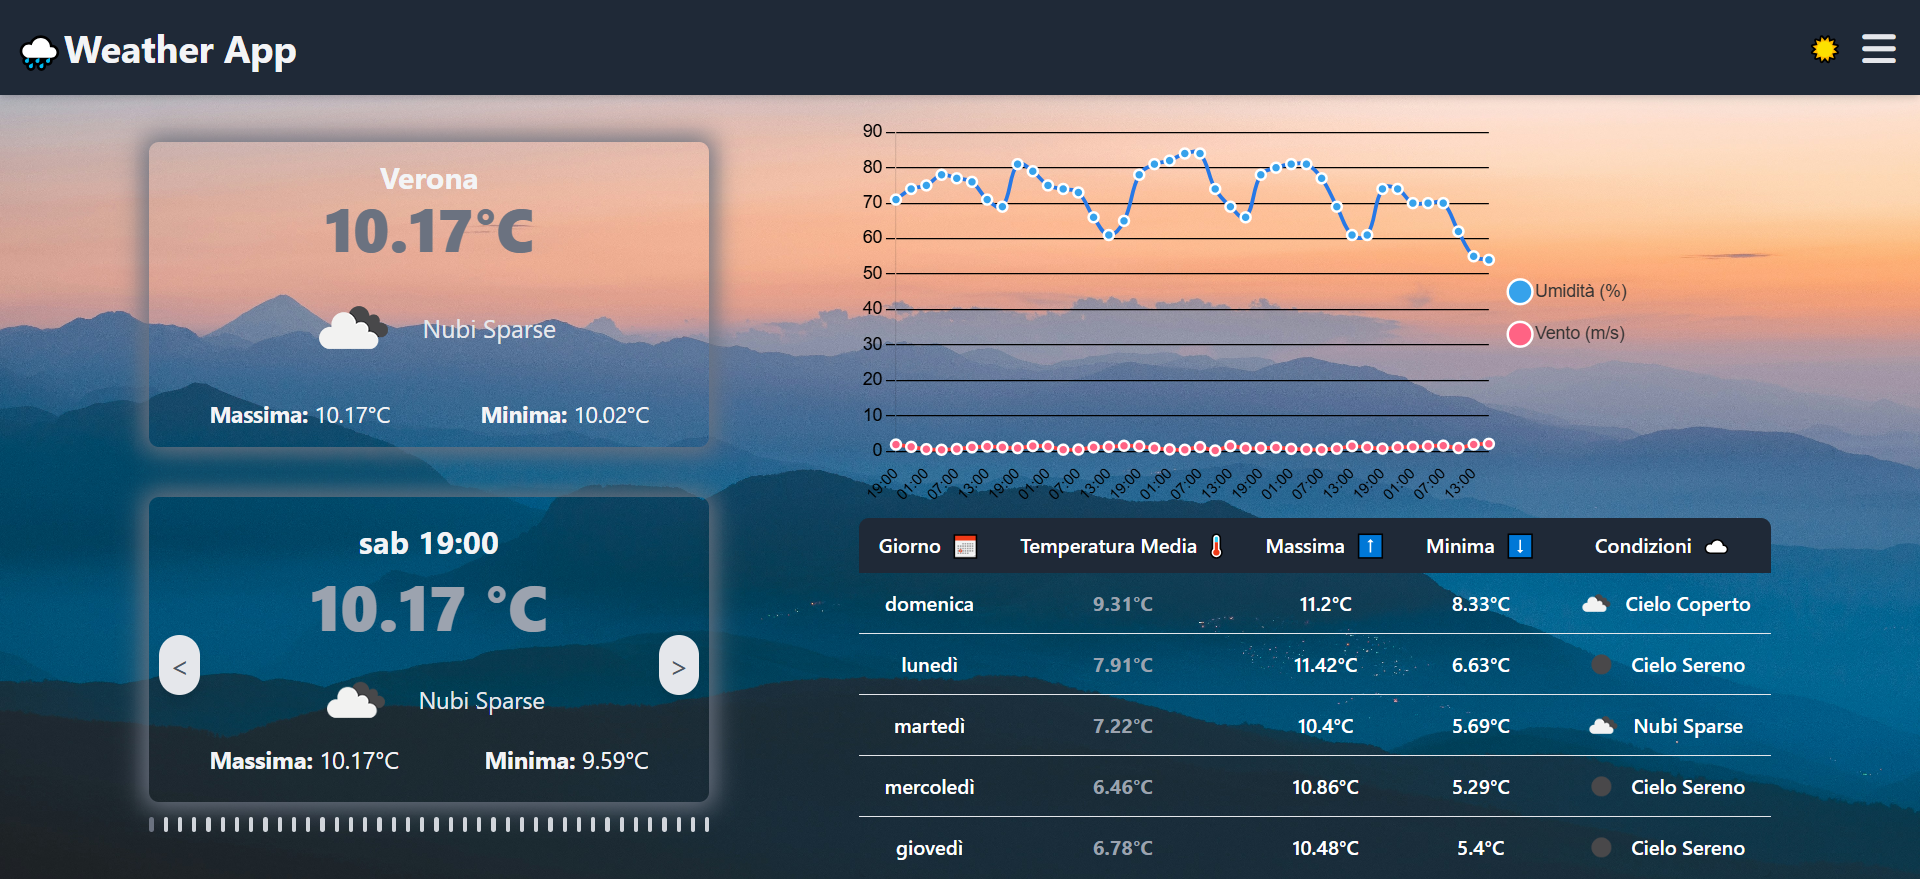 Weather App
Verona
10.17°C
Nubi Sparse
Massima: 10.17°C Minima: 10.02°C
sab 19:00
10.17 °C
< >
Nubi Sparse
Massima: 10.17°C Minima: 9.59°C
90
80
70
60
50
40
30
20
10
0
19:00 01:00 07:00 13:00 19:00 01:00 07:00 13:00 19:00 01:00 07:00 13:00 19:00 01:00 07:00 13:00 19:00 01:00 07:00 13:00
Umidità (%)
Vento (m/s)
Giorno Temperatura Media Massima ↑ Minima ↓ Condizioni
domenica 9.31°C 11.2°C 8.33°C Cielo Coperto
lunedì 7.91°C 11.42°C 6.63°C Cielo Sereno
martedì 7.22°C 10.4°C 5.69°C Nubi Sparse
mercoledì 6.46°C 10.86°C 5.29°C Cielo Sereno
giovedì 6.78°C 10.48°C 5.4°C Cielo Sereno